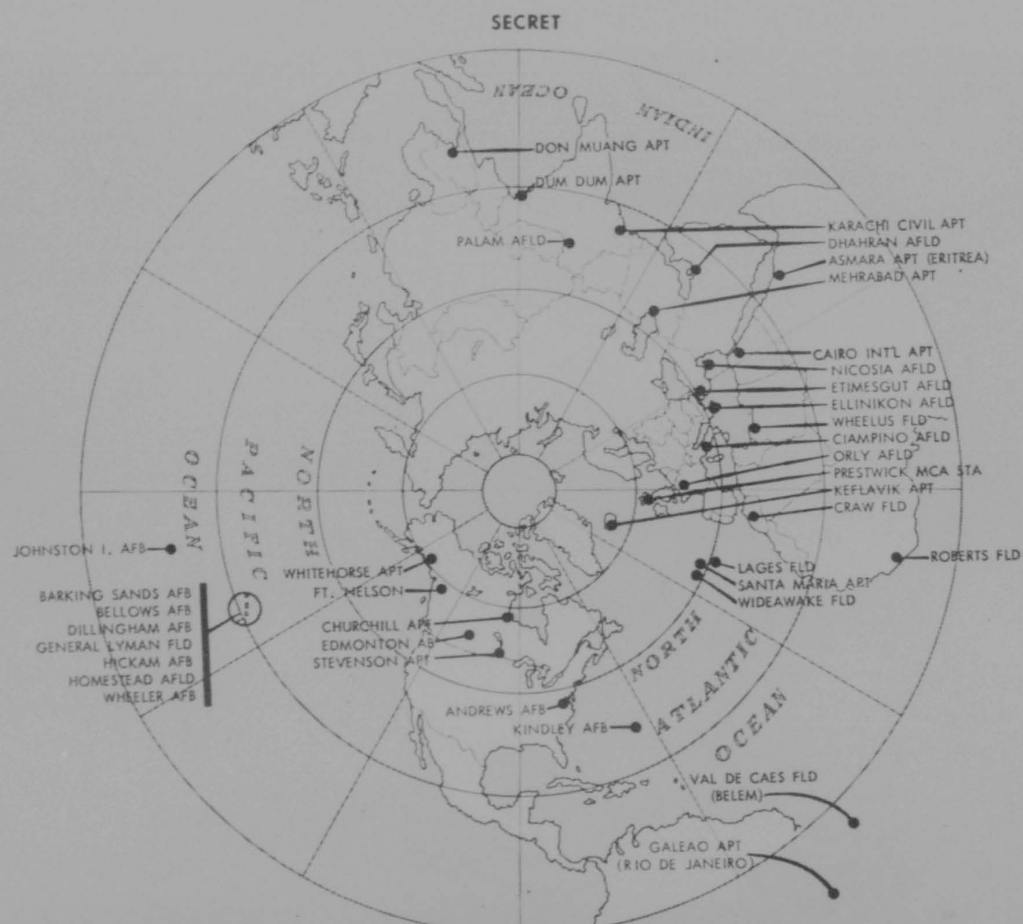 SECRET
OCEAN
INDIAN
DON MUANG APT
DUM DUM APT
PALAM AFLD
KARACHI CIVIL APT
DHAHRAN AFLD
ASMARA APT (ERITREA)
MEHRABAD APT
CAIRO INT'L APT
NICOSIA AFLD
ETIMESGUT AFLD
ELLINIKON AFLD
WHEELUS FLD
CIAMPINO AFLD
ORLY AFLD
PRESTWICK MCA STA
KEFLAVIK APT
CRAW FLD
ROBERTS FLD
LAGES FLD
SANTA MARIA APT
WIDEAWAKE FLD
NORTH
PACIFIC
OCEAN
JOHNSTON I. AFB
BARKING SANDS AFB
BELLOWS AFB
DILLINGHAM AFB
GENERAL LYMAN FLD
HICKAM AFB
HOMESTEAD AFLD
WHEELER AFB
WHITEHORSE APT
FT. NELSON
CHURCHILL APT
EDMONTON AB
STEVENSON APT
ANDREWS AFB
KINDLEY AFB
NORTH
ATLANTIC
OCEAN
VAL DE CAES FLD
(BELEM)
GALEAO APT
(RIO DE JANEIRO)